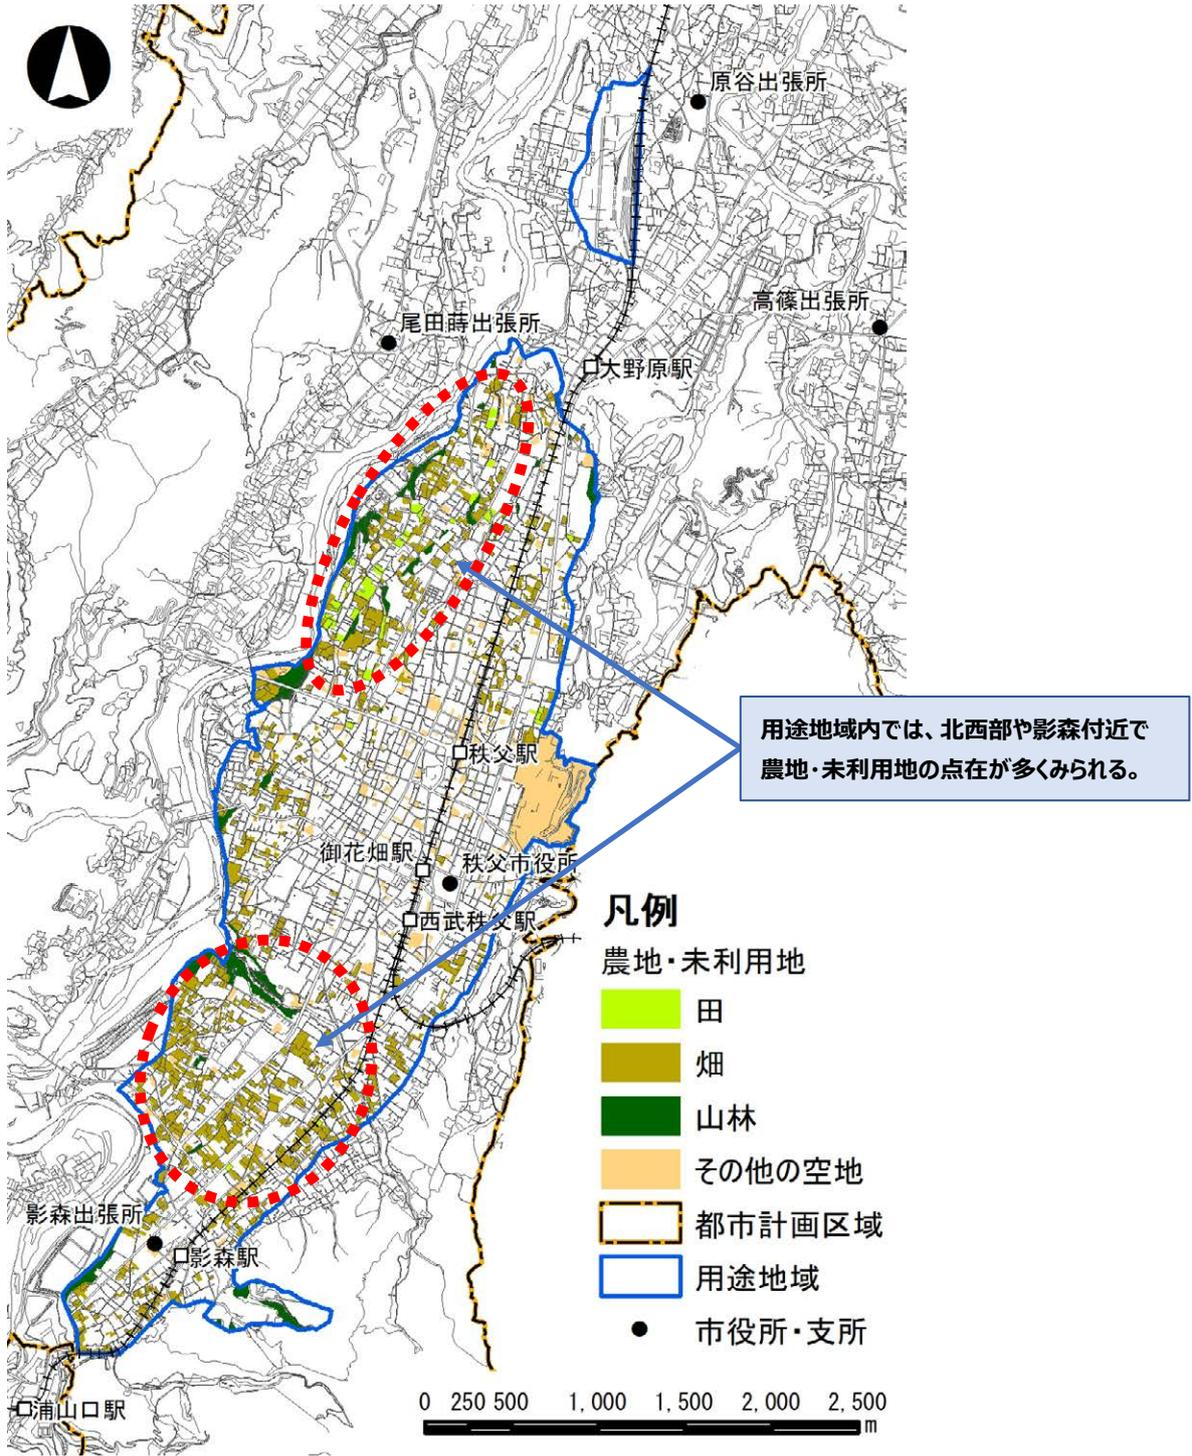 原谷出張所
高篠出張所
尾田蒔出張所
大野原駅
用途地域内では、北西部や影森付近で
農地・未利用地の点在が多くみられる。
秩父駅
御花畑駅
秩父市役所
西武秩父駅
凡例
農地・未利用地
田
畑
山林
その他の空地
都市計画区域
用途地域
市役所・支所
影森出張所
影森駅
浦山口駅
0 250 500 1,000 1,500 2,000 2,500
m